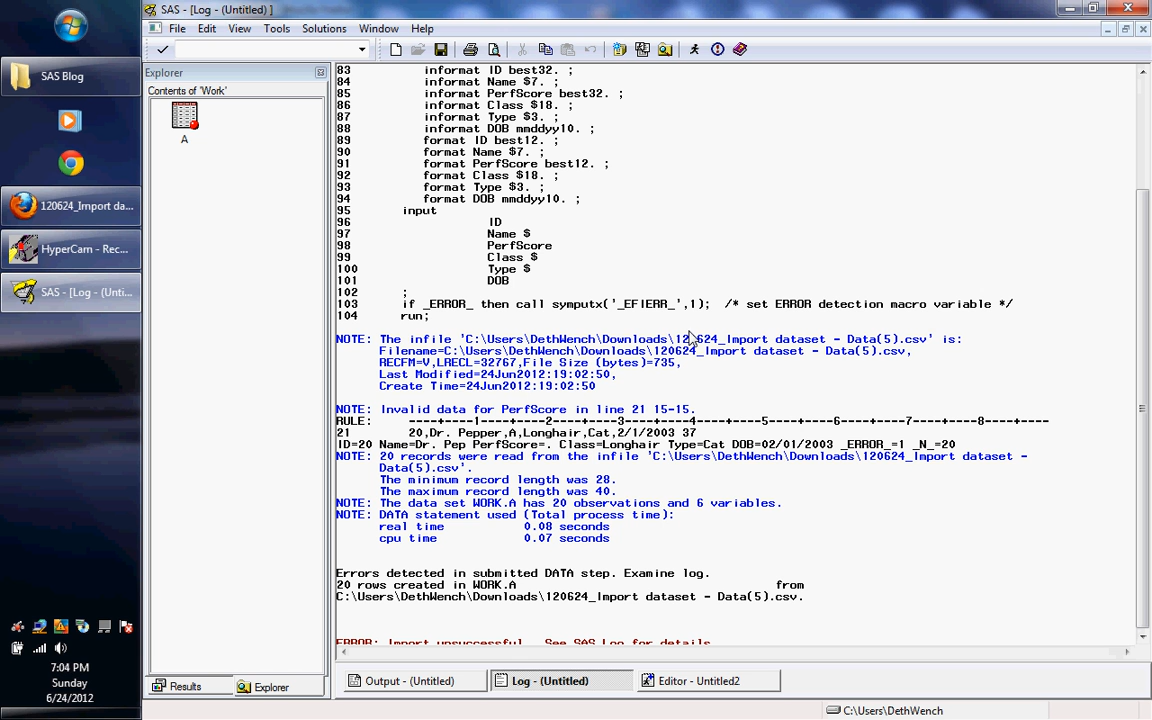 SAS - [Log - (Untitled) ]
File Edit View Tools Solutions Window Help
SAS Blog
120624_Import da...
HyperCam - Rec...
SAS - [Log - (Unti...
7:04 PM
Sunday
6/24/2012
Explorer
Contents of 'Work'
A
Results
Explorer
83 informat ID best32. ;
84 informat Name $7. ;
85 informat PerfScore best32. ;
86 informat Class $18. ;
87 informat Type $3. ;
88 informat DOB mmddyy10. ;
89 format ID best12. ;
90 format Name $7. ;
91 format PerfScore best12. ;
92 format Class $18. ;
93 format Type $3. ;
94 format DOB mmddyy10. ;
95 input
96 ID
97 Name $
98 PerfScore
99 Class $
100 Type $
101 DOB
102 ;
103 if _ERROR_ then call symputx('_EFIERR_',1); /* set ERROR detection macro variable */
104 run;
NOTE: The infile 'C:\Users\DethWench\Downloads\120624_Import dataset - Data(5).csv' is:
Filename=C:\Users\DethWench\Downloads\120624_Import dataset - Data(5).csv,
RECFM=V,LRECL=32767,File Size (bytes)=735,
Last Modified=24Jun2012:19:02:50,
Create Time=24Jun2012:19:02:50
NOTE: Invalid data for PerfScore in line 21 15-15.
RULE: ----+----1----+----2----+----3----+----4----+----5----+----6----+----7----+----8----+----
21 20,Dr. Pepper,A,Longhair,Cat,2/1/2003 37
ID=20 Name=Dr. Pep PerfScore=. Class=Longhair Type=Cat DOB=02/01/2003 _ERROR_=1 _N_=20
NOTE: 20 records were read from the infile 'C:\Users\DethWench\Downloads\120624_Import dataset -
Data(5).csv'.
The minimum record length was 28.
The maximum record length was 40.
NOTE: The data set WORK.A has 20 observations and 6 variables.
NOTE: DATA statement used (Total process time):
real time 0.08 seconds
cpu time 0.07 seconds
Errors detected in submitted DATA step. Examine log.
20 rows created in WORK.A from
C:\Users\DethWench\Downloads\120624_Import dataset - Data(5).csv.
ERROR: Import unsuccessful. See SAS Log for details.
Output - (Untitled)
Log - (Untitled)
Editor - Untitled2
C:\Users\DethWench